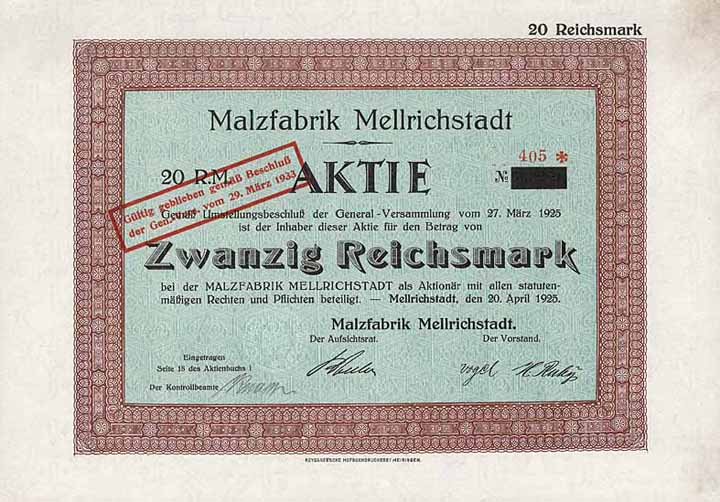 20 Reichsmark
Malzfabrik Mellrichstadt
405 *
20 R.M. AKTIE №
Gültig geblieben gemäß Beschluß
der Gen. vom 29. März 1933
Gemäß Umstellungsbeschluß der General-Versammlung vom 27. März 1925
ist der Inhaber dieser Aktie für den Betrag von
Zwanzig Reichsmark
bei der MALZFABRIK MELLRICHSTADT als Aktionär mit allen statuten-
mäßigen Rechten und Pflichten beteiligt. — Mellrichstadt, den 20. April 1925.
Malzfabrik Mellrichstadt.
Der Aufsichtsrat. Der Vorstand.
Eingetragen
Seite 18 des Aktienbuchs 1
Der Kontrollbeamte
Vogel